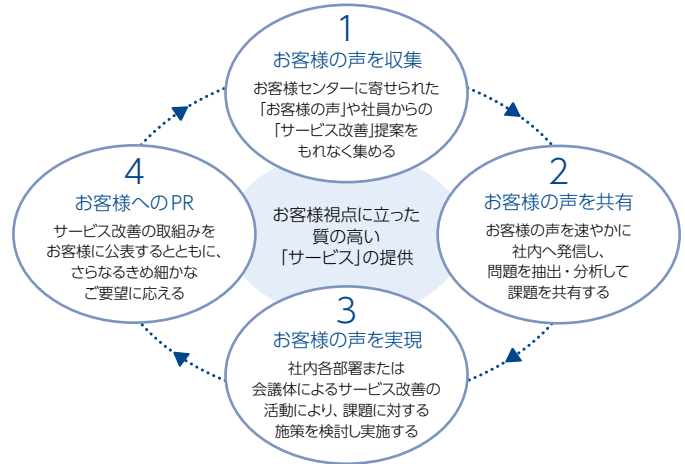 1
お客様の声を収集
お客様センターに寄せられた
「お客様の声」や社員からの
「サービス改善」提案を
もれなく集める
2
お客様の声を共有
お客様の声を速やかに
社内へ発信し、
問題を抽出・分析して
課題を共有する
3
お客様の声を実現
社内各部署または
会議体によるサービス改善の
活動により、課題に対する
施策を検討し実施する
4
お客様へのPR
サービス改善の取組みを
お客様に公表するとともに、
さらなるきめ細かな
ご要望に応える
お客様視点に立った
質の高い
「サービス」の提供